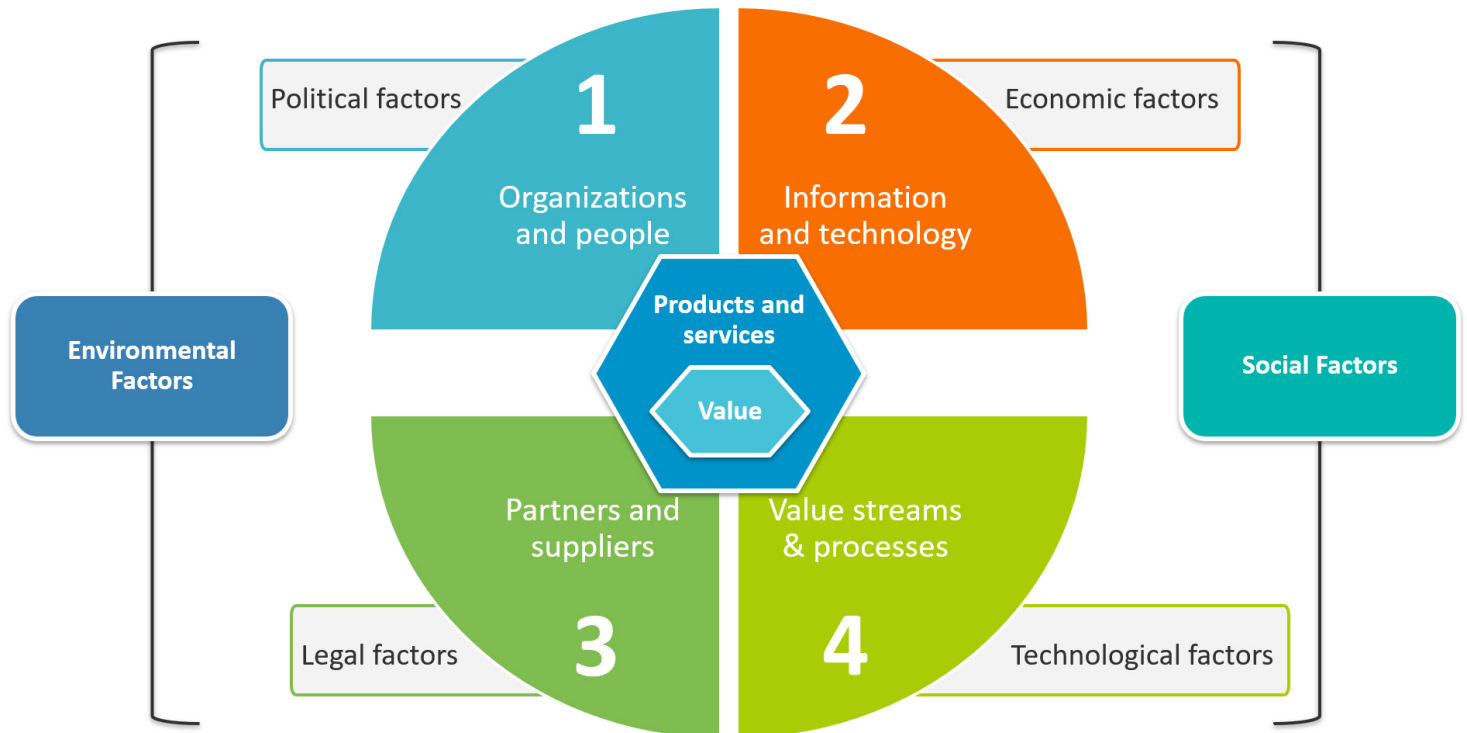 Political factors
1
Organizations
and people
2
Information
and technology
Economic factors
Environmental
Factors
Products and
services
Value
Social Factors
Partners and
suppliers
3
Legal factors
Value streams
& processes
4
Technological factors